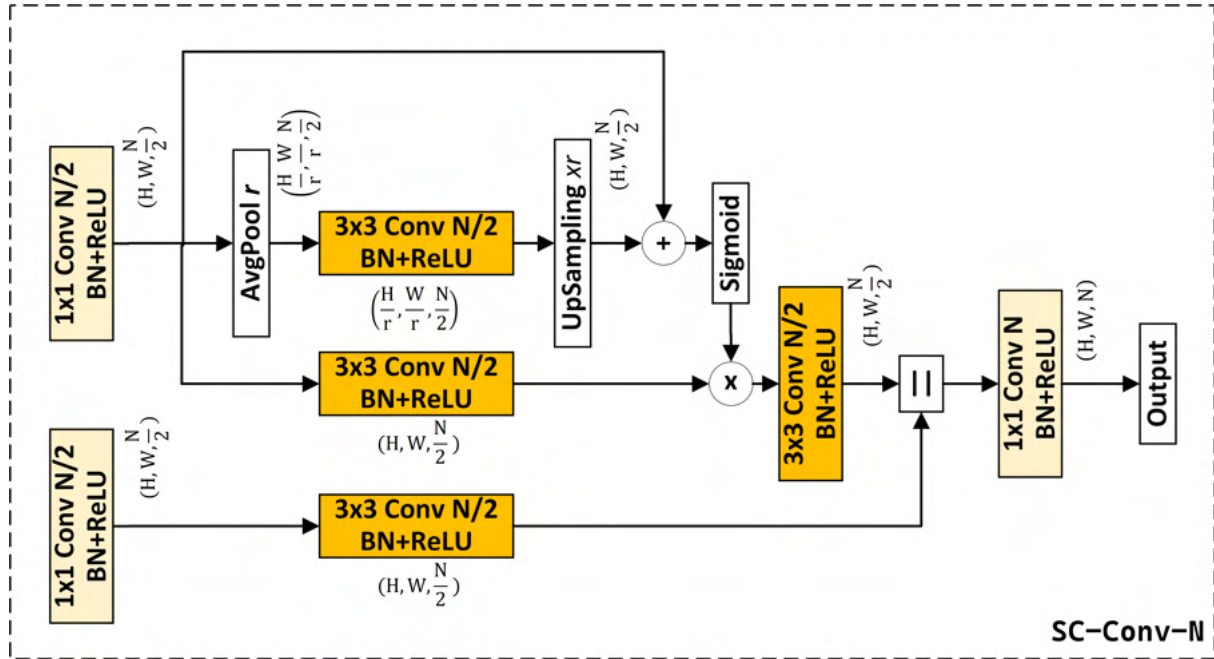 1x1 Conv N/2
BN+ReLU
(H, W, N/2)
AvgPool r
(H/r, W/r, N/2)
3x3 Conv N/2
BN+ReLU
(H/r, W/r, N/2)
UpSampling xr
(H, W, N/2)
+
Sigmoid
3x3 Conv N/2
BN+ReLU
(H, W, N/2)
x
3x3 Conv N/2
BN+ReLU
(H, W, N/2)
||
1x1 Conv N
BN+ReLU
(H, W, N)
Output
1x1 Conv N/2
BN+ReLU
(H, W, N/2)
3x3 Conv N/2
BN+ReLU
(H, W, N/2)
SC-Conv-N